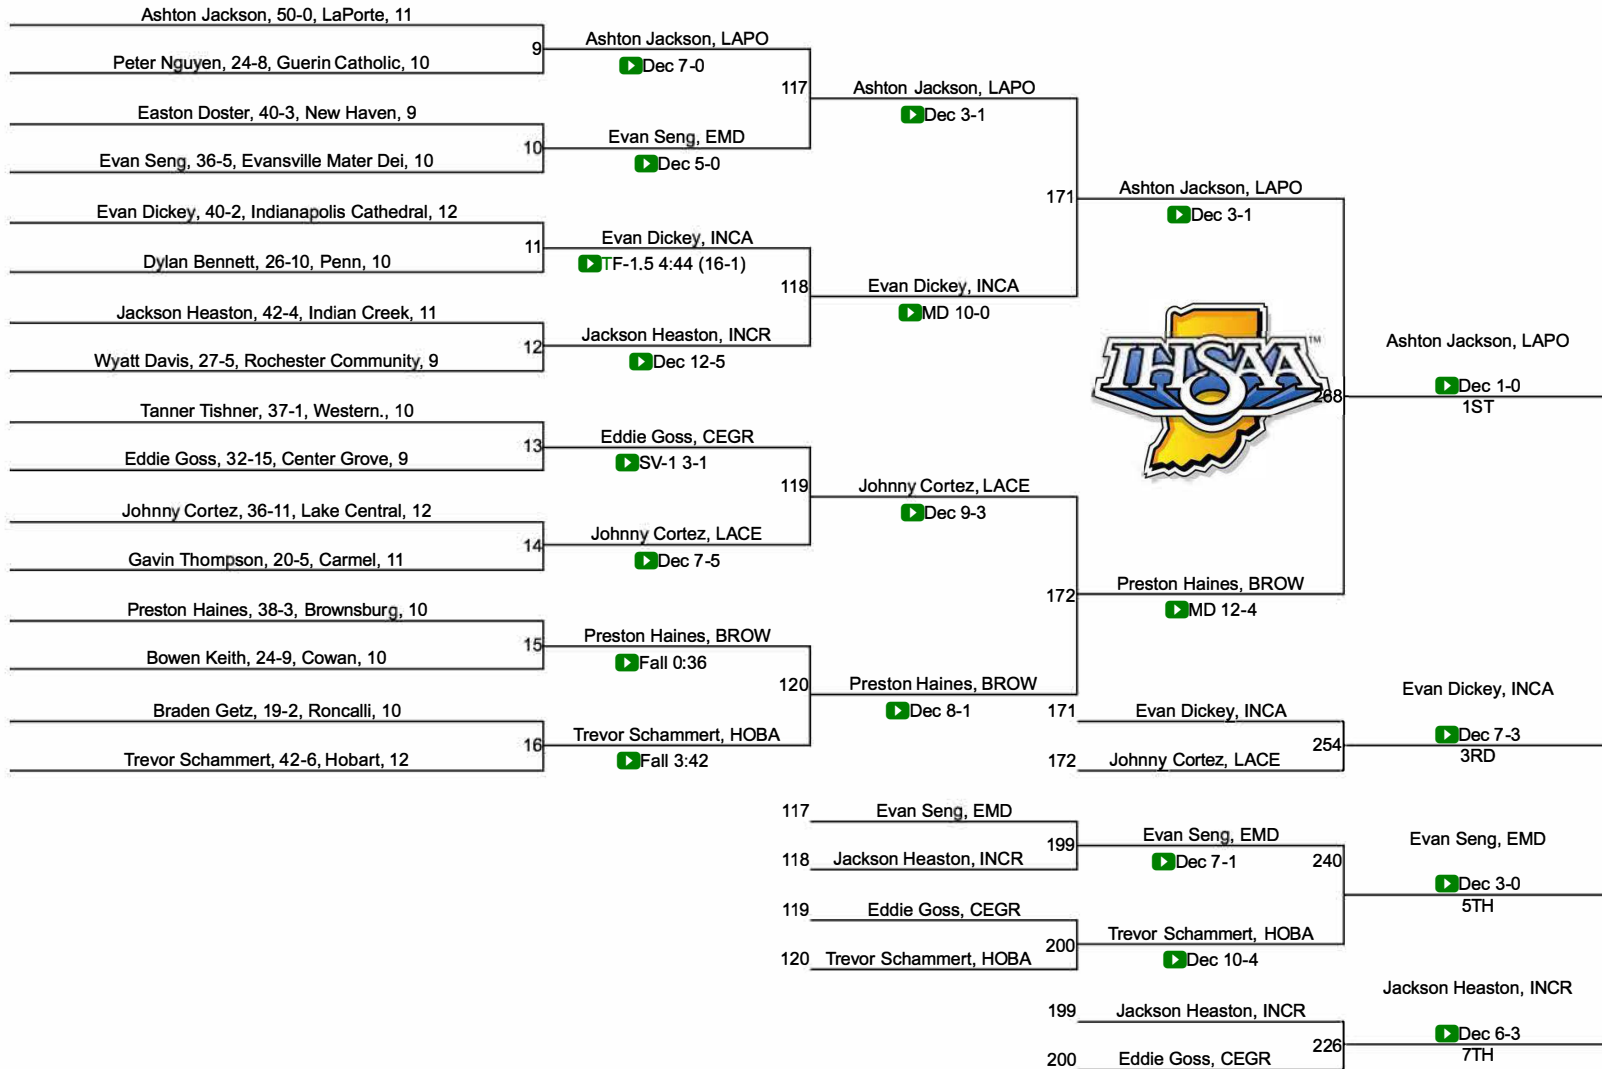 Ashton Jackson, 50-0, LaPorte, 11
9
Ashton Jackson, LAPO
Peter Nguyen, 24-8, Guerin Catholic, 10
Dec 7-0
117
Ashton Jackson, LAPO
Easton Doster, 40-3, New Haven, 9
Dec 3-1
10
Evan Seng, EMD
Evan Seng, 36-5, Evansville Mater Dei, 10
Dec 5-0
171
Ashton Jackson, LAPO
Evan Dickey, 40-2, Indianapolis Cathedral, 12
Dec 3-1
11
Evan Dickey, INCA
Dylan Bennett, 26-10, Penn, 10
TF-1.5 4:44 (16-1)
118
Evan Dickey, INCA
Jackson Heaston, 42-4, Indian Creek, 11
MD 10-0
12
Jackson Heaston, INCR
Wyatt Davis, 27-5, Rochester Community, 9
Dec 12-5
IHSAA
TM
Ashton Jackson, LAPO
268
Dec 1-0
1ST
Tanner Tishner, 37-1, Western., 10
13
Eddie Goss, CEGR
Eddie Goss, 32-15, Center Grove, 9
SV-1 3-1
119
Johnny Cortez, LACE
Johnny Cortez, 36-11, Lake Central, 12
Dec 9-3
14
Johnny Cortez, LACE
Gavin Thompson, 20-5, Carmel, 11
Dec 7-5
172
Preston Haines, BROW
Preston Haines, 38-3, Brownsburg, 10
MD 12-4
15
Preston Haines, BROW
Bowen Keith, 24-9, Cowan, 10
Fall 0:36
120
Preston Haines, BROW
Braden Getz, 19-2, Roncalli, 10
Dec 8-1
16
Trevor Schammert, HOBA
Trevor Schammert, 42-6, Hobart, 12
Fall 3:42
171
Evan Dickey, INCA
Evan Dickey, INCA
254
Dec 7-3
172
Johnny Cortez, LACE
3RD
117
Evan Seng, EMD
199
Evan Seng, EMD
118
Jackson Heaston, INCR
Dec 7-1
240
Evan Seng, EMD
Dec 3-0
5TH
119
Eddie Goss, CEGR
200
Trevor Schammert, HOBA
120
Trevor Schammert, HOBA
Dec 10-4
199
Jackson Heaston, INCR
Jackson Heaston, INCR
226
Dec 6-3
200
Eddie Goss, CEGR
7TH